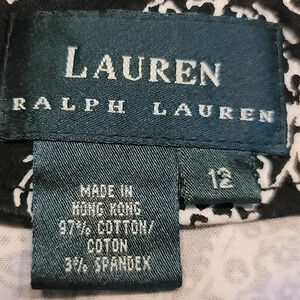 LAUREN
RALPH LAUREN
12
MADE IN
HONG KONG
97% COTTON/
COTON
3% SPANDEX